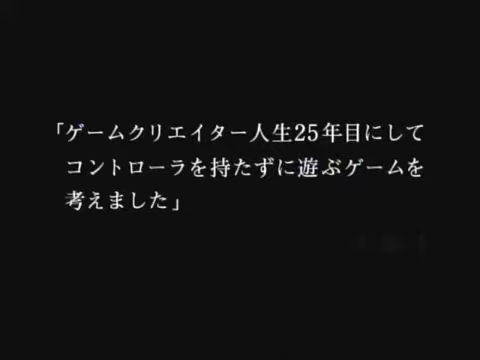 「ゲームクリエイター人生25年目にして
コントローラを持たずに遊ぶゲームを
考えました」